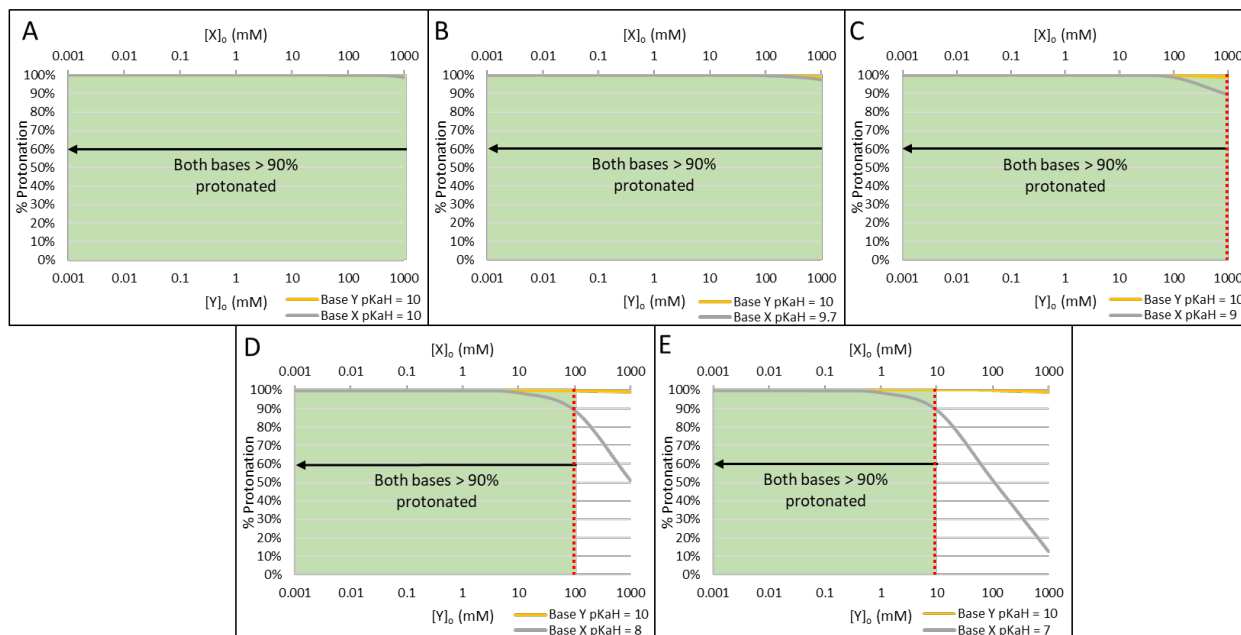 A
[X]ₒ (mM)
0.001 0.01 0.1 1 10 100 1000
100%
90%
80%
70%
60%
50%
40%
30%
20%
10%
0%
% Protonation
Both bases > 90%
protonated
0.001 0.01 0.1 1 10 100 1000
[Y]ₒ (mM)
Base Y pKaH = 10
Base X pKaH = 10
B
[X]ₒ (mM)
0.001 0.01 0.1 1 10 100 1000
100%
90%
80%
70%
60%
50%
40%
30%
20%
10%
0%
% Protonation
Both bases > 90%
protonated
0.001 0.01 0.1 1 10 100 1000
[Y]ₒ (mM)
Base Y pKaH = 10
Base X pKaH = 9.7
C
[X]ₒ (mM)
0.001 0.01 0.1 1 10 100 1000
100%
90%
80%
70%
60%
50%
40%
30%
20%
10%
0%
% Protonation
Both bases > 90%
protonated
0.001 0.01 0.1 1 10 100 1000
[Y]ₒ (mM)
Base Y pKaH = 10
Base X pKaH = 9
D
[X]ₒ (mM)
0.001 0.01 0.1 1 10 100 1000
100%
90%
80%
70%
60%
50%
40%
30%
20%
10%
0%
% Protonation
Both bases > 90%
protonated
0.001 0.01 0.1 1 10 100 1000
[Y]ₒ (mM)
Base Y pKaH = 10
Base X pKaH = 8
E
[X]ₒ (mM)
0.001 0.01 0.1 1 10 100 1000
100%
90%
80%
70%
60%
50%
40%
30%
20%
10%
0%
% Protonation
Both bases > 90%
protonated
0.001 0.01 0.1 1 10 100 1000
[Y]ₒ (mM)
Base Y pKaH = 10
Base X pKaH = 7